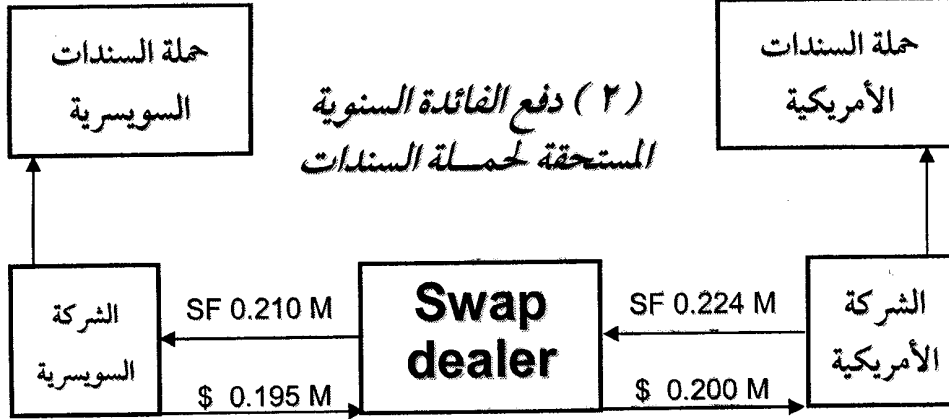 حملة السندات
السويسرية
( ٢ ) دفع الفائدة السنوية
المستحقة لحمـــلة السندات
حملة السندات
الأمريكية
الشركة
السويسرية
SF 0.210 M
$ 0.195 M
Swap
dealer
SF 0.224 M
$ 0.200 M
الشركة
الأمريكية